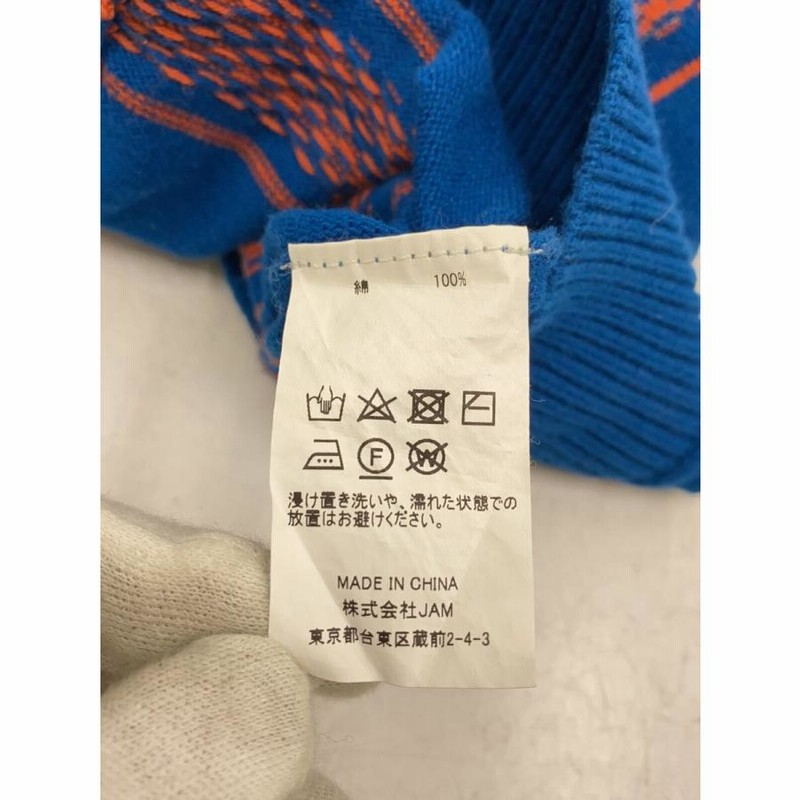 綿 100%
F
W
浸け置き洗いや、濡れた状態での
放置はお避けください。
MADE IN CHINA
株式会社JAM
東京都台東区蔵前2-4-3